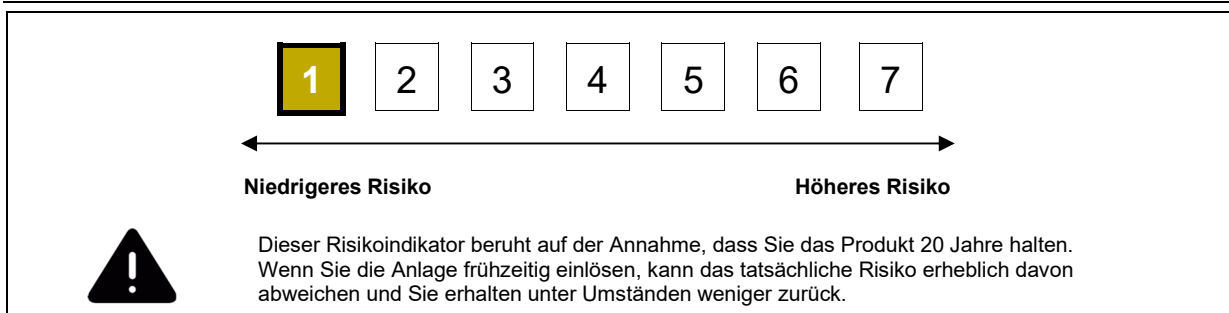 1 2 3 4 5 6 7
Niedrigeres Risiko Höheres Risiko
Dieser Risikoindikator beruht auf der Annahme, dass Sie das Produkt 20 Jahre halten.
Wenn Sie die Anlage frühzeitig einlösen, kann das tatsächliche Risiko erheblich davon
abweichen und Sie erhalten unter Umständen weniger zurück.